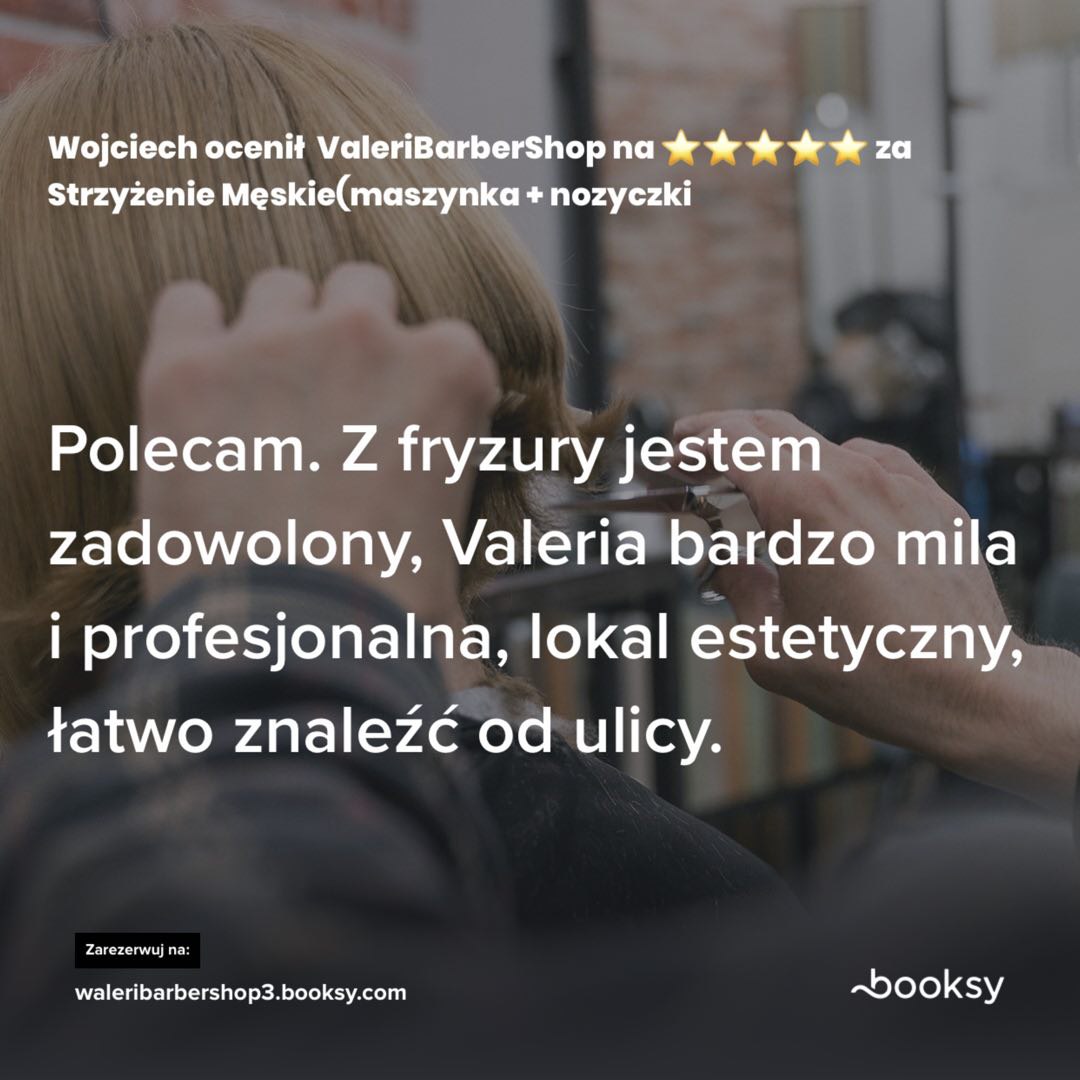 Wojciech ocenił ValeriBarberShop na ⭐⭐⭐⭐⭐ za
Strzyżenie Męskie(maszynka + nozyczki
Polecam. Z fryzury jestem
zadowolony, Valeria bardzo mila
i profesjonalna, lokal estetyczny,
łatwo znaleźć od ulicy.
Zarezerwuj na:
waleribarbershop3.booksy.com
booksy